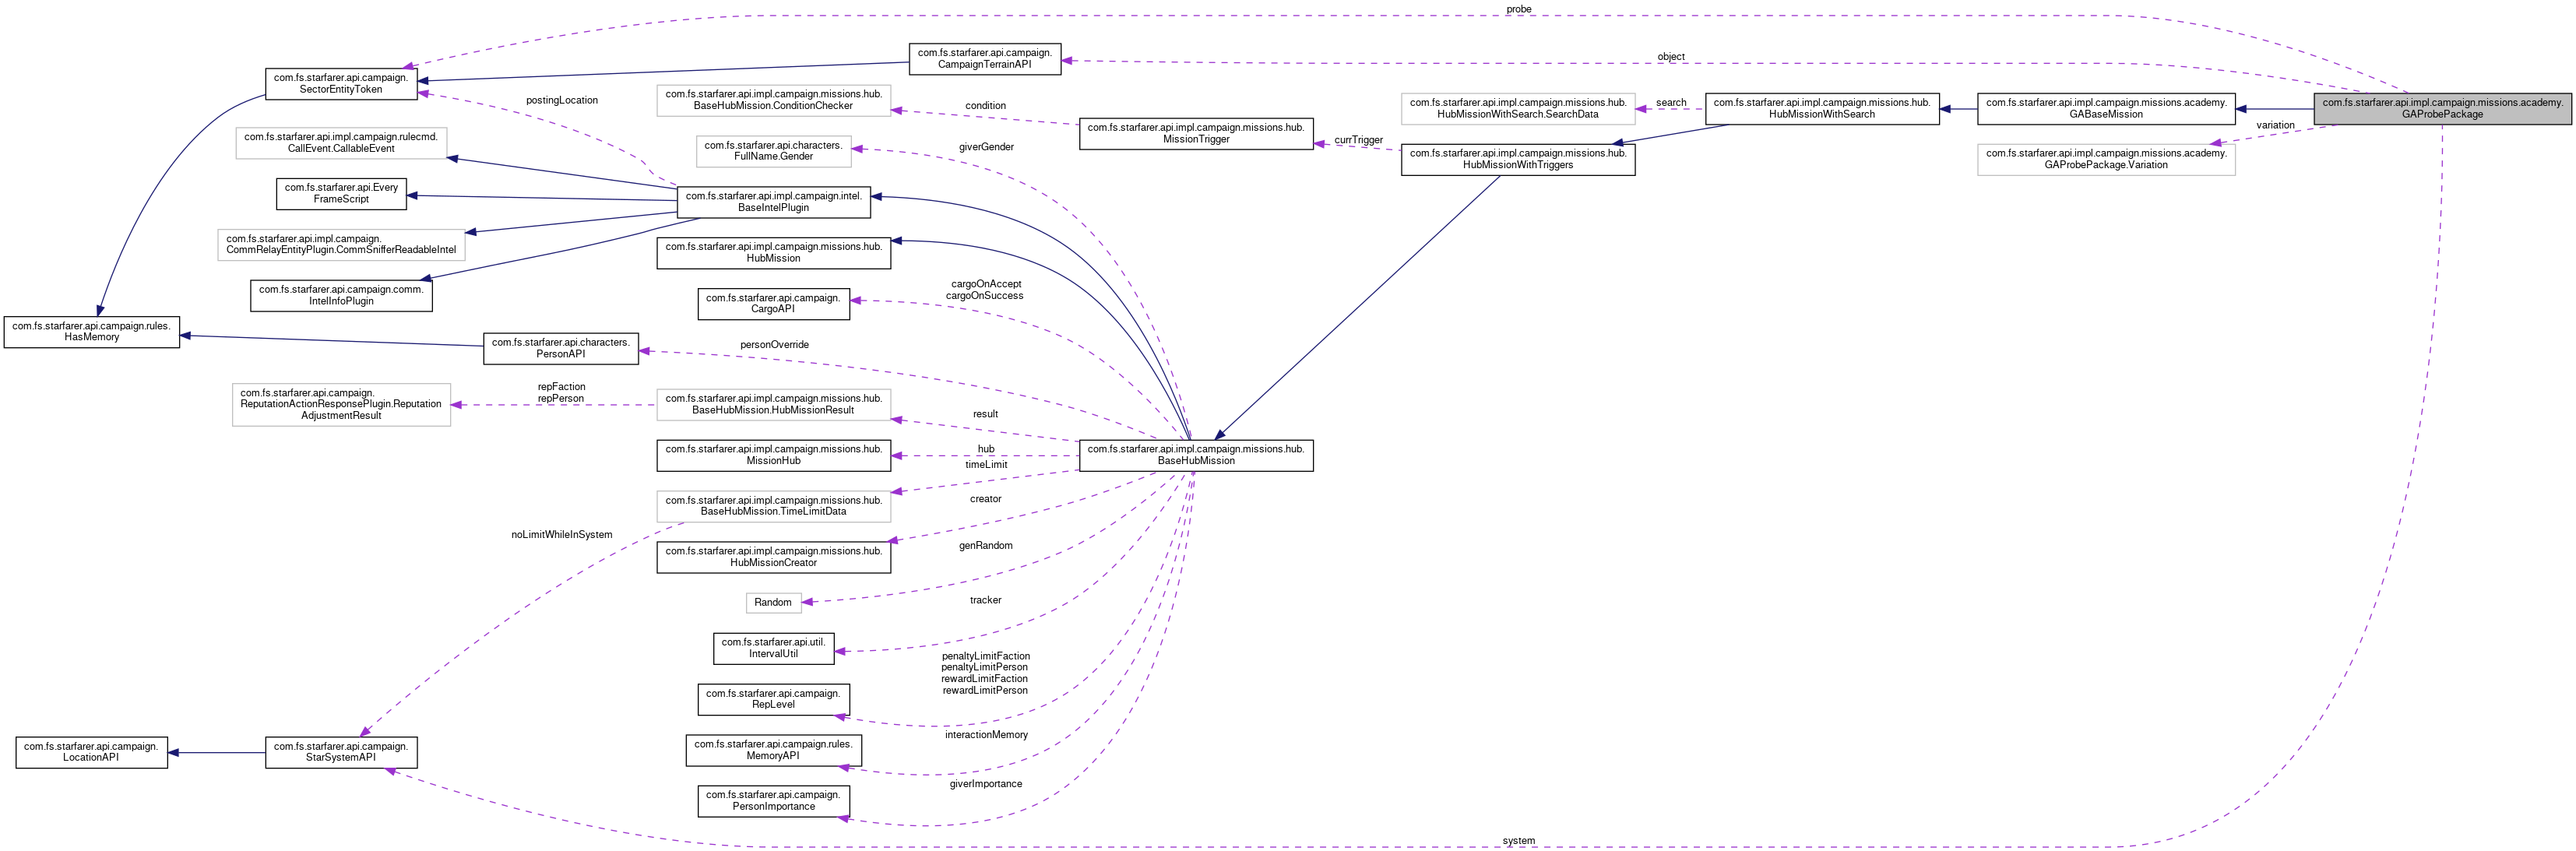 probe
com.fs.starfarer.api.campaign.
CampaignTerrainAPI
object
com.fs.starfarer.api.campaign.
SectorEntityToken
postingLocation
com.fs.starfarer.api.impl.campaign.missions.hub.
BaseHubMission.ConditionChecker
condition
com.fs.starfarer.api.impl.campaign.missions.hub.
HubMissionWithSearch.SearchData
search
com.fs.starfarer.api.impl.campaign.missions.hub.
HubMissionWithSearch
com.fs.starfarer.api.impl.campaign.missions.academy.
GABaseMission
com.fs.starfarer.api.impl.campaign.missions.academy.
GAProbePackage
variation
com.fs.starfarer.api.impl.campaign.rulecmd.
CallEvent.CallableEvent
com.fs.starfarer.api.characters.
FullName.Gender
giverGender
com.fs.starfarer.api.impl.campaign.missions.hub.
MissionTrigger
currTrigger
com.fs.starfarer.api.impl.campaign.missions.hub.
HubMissionWithTriggers
com.fs.starfarer.api.impl.campaign.missions.academy.
GAProbePackage.Variation
com.fs.starfarer.api.Every
FrameScript
com.fs.starfarer.api.impl.campaign.intel.
BaseIntelPlugin
com.fs.starfarer.api.impl.campaign.
CommRelayEntityPlugin.CommSnifferReadableIntel
com.fs.starfarer.api.impl.campaign.missions.hub.
HubMission
com.fs.starfarer.api.campaign.comm.
IntelInfoPlugin
com.fs.starfarer.api.campaign.
CargoAPI
cargoOnAccept
cargoOnSuccess
com.fs.starfarer.api.campaign.rules.
HasMemory
com.fs.starfarer.api.characters.
PersonAPI
personOverride
com.fs.starfarer.api.campaign.
ReputationActionResponsePlugin.Reputation
AdjustmentResult
repFaction
repPerson
com.fs.starfarer.api.impl.campaign.missions.hub.
BaseHubMission.HubMissionResult
result
com.fs.starfarer.api.impl.campaign.missions.hub.
MissionHub
hub
timeLimit
com.fs.starfarer.api.impl.campaign.missions.hub.
BaseHubMission
com.fs.starfarer.api.impl.campaign.missions.hub.
BaseHubMission.TimeLimitData
creator
noLimitWhileInSystem
com.fs.starfarer.api.impl.campaign.missions.hub.
HubMissionCreator
genRandom
Random
tracker
com.fs.starfarer.api.util.
IntervalUtil
penaltyLimitFaction
penaltyLimitPerson
rewardLimitFaction
rewardLimitPerson
com.fs.starfarer.api.campaign.
RepLevel
interactionMemory
com.fs.starfarer.api.campaign.
LocationAPI
com.fs.starfarer.api.campaign.
StarSystemAPI
com.fs.starfarer.api.campaign.rules.
MemoryAPI
giverImportance
com.fs.starfarer.api.campaign.
PersonImportance
system